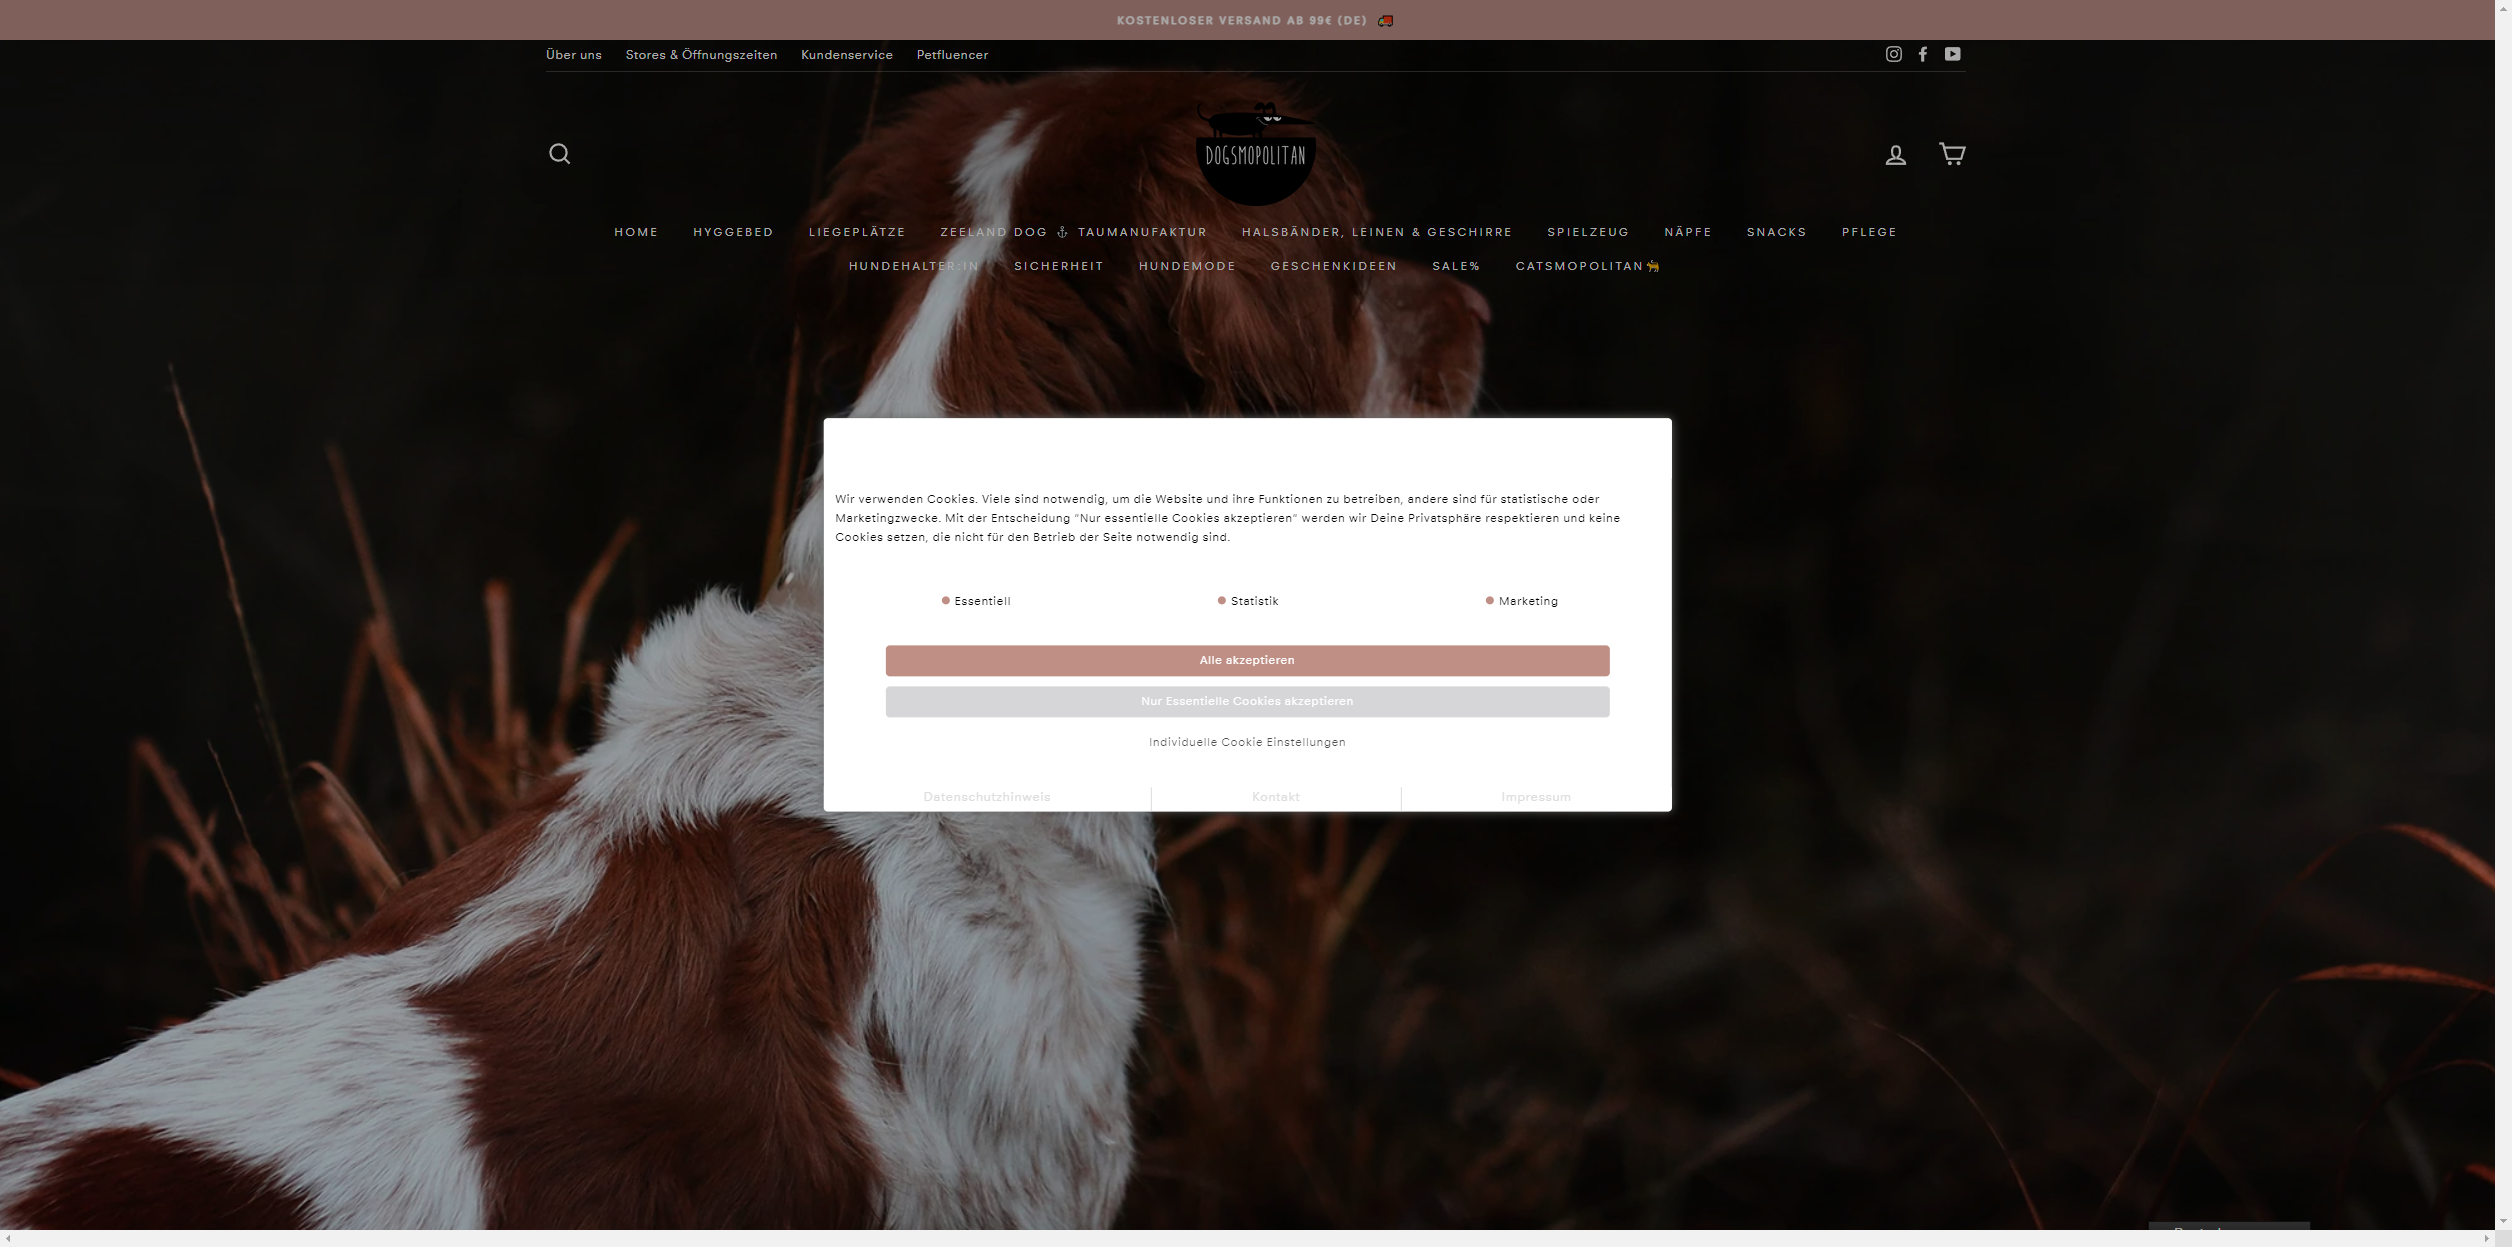 KOSTENLOSER VERSAND AB 99€ (DE) 🚚
Über uns Stores & Öffnungszeiten Kundenservice Petfluencer
DOGSMOPOLITAN
HOME HYGGEBED LIEGEPLÄTZE ZEELAND DOG ⚓ TAUMANUFAKTUR HALSBÄNDER, LEINEN & GESCHIRRE SPIELZEUG NÄPFE SNACKS PFLEGE
HUNDEHALTER:IN SICHERHEIT HUNDEMODE GESCHENKIDEEN SALE% CATSMOPOLITAN🐈
Wir verwenden Cookies. Viele sind notwendig, um die Website und ihre Funktionen zu betreiben, andere sind für statistische oder
Marketingzwecke. Mit der Entscheidung "Nur essentielle Cookies akzeptieren" werden wir Deine Privatsphäre respektieren und keine
Cookies setzen, die nicht für den Betrieb der Seite notwendig sind.
Essentiell Statistik Marketing
Alle akzeptieren
Nur Essentielle Cookies akzeptieren
Individuelle Cookie Einstellungen
Datenschutzhinweis Kontakt Impressum